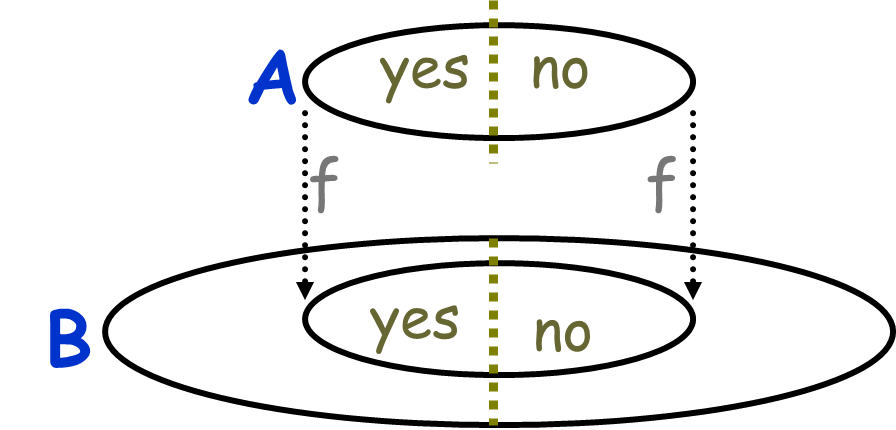 A yes no
f f
B yes no